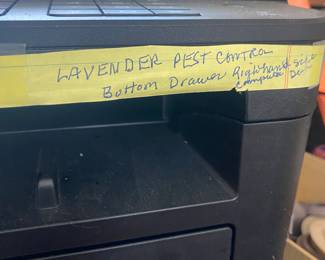 LAVENDER PEST CONTROL
Bottom Drawer Righthand Side
Computer Desk